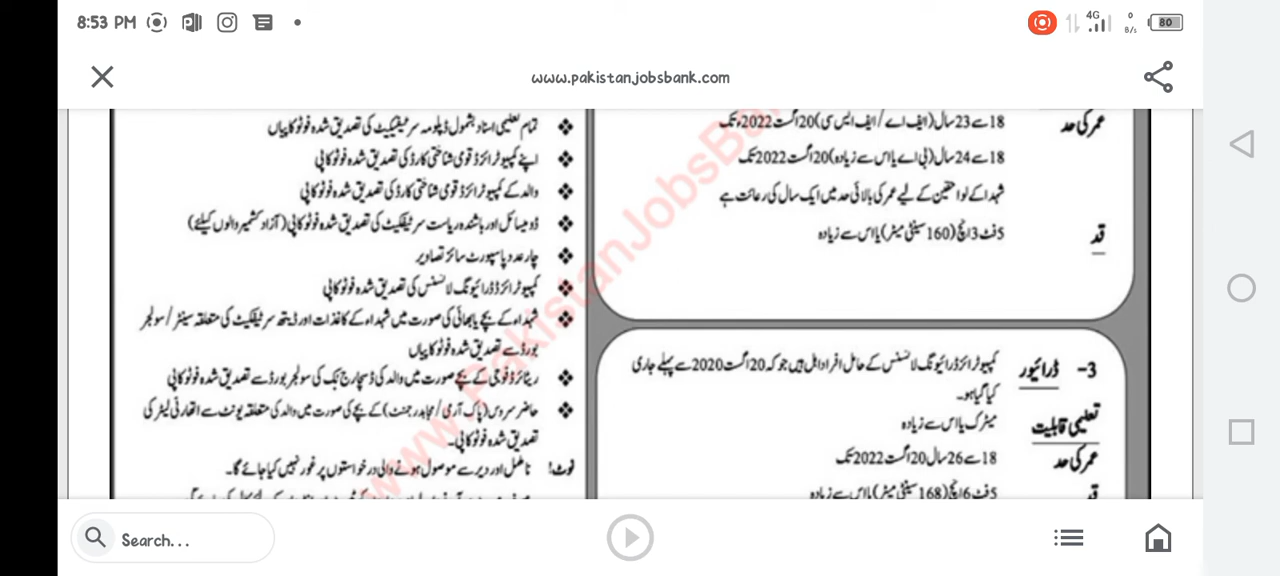 8:53 PM
4G
0
B/s
80
www.pakistanjobsbank.com
عمر کی حد
18 سے 23 سال (ایف اے / ایف ایس سی) 20 اگست 2022ء تک
18 سے 24 سال (بی اے یا اس سے زیادہ) 20 اگست 2022 تک
شہدا کے لواحقین کے لیے عمر کی بالائی حد میں ایک سال کی رعائت ہے
قد
5 فٹ 3 انچ (160 سینٹی میٹر) یا اس سے زیادہ
3- ڈرائیور
کمپیوٹرائزڈ ڈرائیونگ لائسنس کے حامل افراد اہل ہیں جو کہ 20 اگست 2020 سے پہلے جاری
کیا گیا ہو۔
تعلیمی قابلیت
میٹرک یا اس سے زیادہ
عمر کی حد
18 سے 26 سال 20 اگست 2022 تک
قد
5 فٹ 6 انچ (168 سینٹی میٹر) یا اس سے زیادہ
❖ تمام تعلیمی اسناد بشمول ڈپلومہ سرٹیفکیٹ کی تصدیق شدہ فوٹو کاپیاں
❖ اپنے کمپیوٹرائزڈ قومی شناختی کارڈ کی تصدیق شدہ فوٹو کاپی
❖ والد کے کمپیوٹرائزڈ قومی شناختی کارڈ کی تصدیق شدہ فوٹو کاپی
❖ ڈومیسائل اور باشندہ ریاست سرٹیفکیٹ کی تصدیق شدہ فوٹو کاپی (آزاد کشمیر والوں کیلئے)
❖ چار عدد پاسپورٹ سائز تصاویر
❖ کمپیوٹرائزڈ ڈرائیونگ لائسنس کی تصدیق شدہ فوٹو کاپی
❖ شہداء کے بچے یا بھائی کی صورت میں شہداء کے کاغذات اور ڈیتھ سرٹیفکیٹ کی متعلقہ سینٹر / سولجر
بورڈ سے تصدیق شدہ فوٹو کاپیاں
❖ ریٹائرڈ فوجی کے بچے صورت میں والد کی ڈسچارج بک کی سولجر بورڈ سے تصدیق شدہ فوٹو کاپی
❖ حاضر سروس (پاک آرمی / مجاہد رجمنٹ) کے بچے کی صورت میں والد کی متعلقہ یونٹ سے اتھارٹی لیٹر کی
تصدیق شدہ فوٹو کاپی۔
نوٹ! نامکمل اور دیر سے موصول ہونے والی درخواستوں پر غور نہیں کیا جائے گا۔
www.PakistanJobsBa
Search...